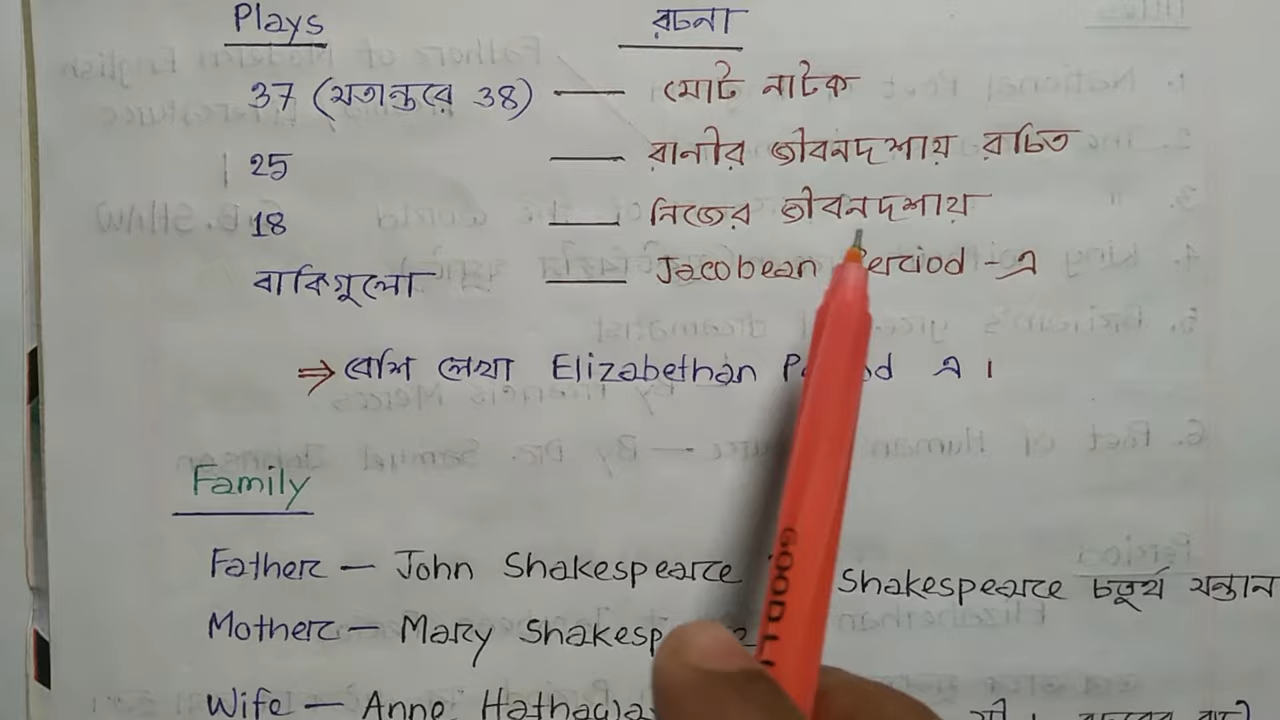 Plays রচনা
37 (মতান্তরে 38) — মোট নাটক
25 — রানীর জীবনদশায় রচিত
18 — নিজের জীবনদশায়
বাকিগুলো — Jacobean Period-এ
⇒ বেশি লেখা Elizabethan P d এ।
Family
Father — John Shakespeare Shakespeare চতুর্থ সন্তান
Mother — Mary Shakesp
Wife — Anne Hathaway
GOOD L